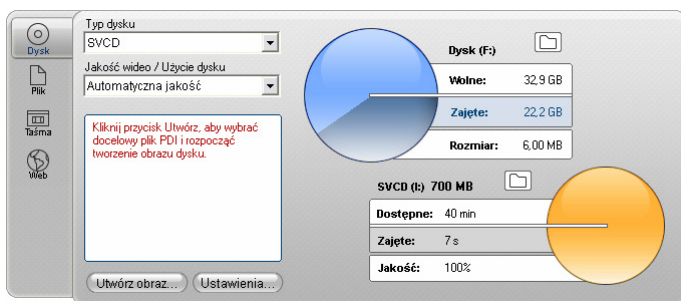 Dysk
Plik
Taśma
Web
Typ dysku
SVCD
Jakość wideo / Użycie dysku
Automatyczna jakość
Kliknij przycisk Utwórz, aby wybrać
docelowy plik PDI i rozpocząć
tworzenie obrazu dysku.
Utwórz obraz...
Ustawienia...
Dysk (F:)
Wolne: 32,9 GB
Zajęte: 22,2 GB
Rozmiar: 6,00 MB
SVCD (I:) 700 MB
Dostępne: 40 min
Zajęte: 7 s
Jakość: 100%